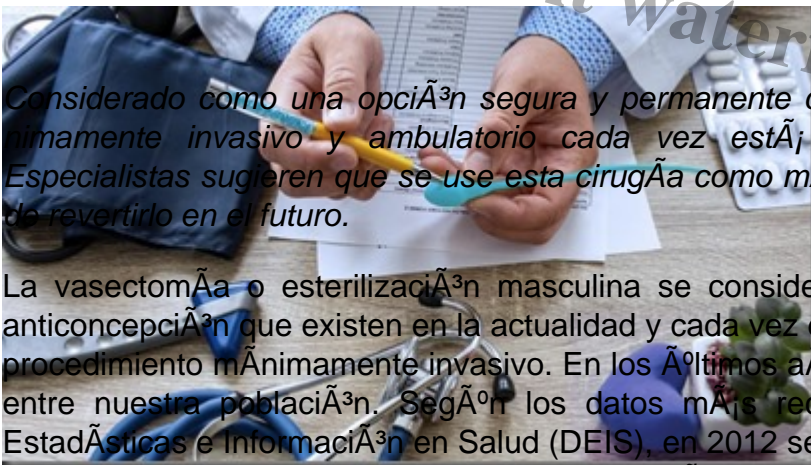 Water
Considerado como una opciÃ³n segura y permanente
nimamente invasivo y ambulatorio cada vez estÃ¡
Especialistas sugieren que se use esta cirugÃa como
do revertirlo en el futuro.
La vasectomÃa o esterilizaciÃ³n masculina se conside
anticoncepciÃ³n que existen en la actualidad y cada vez
procedimiento mÃnimamente invasivo. En los Ãºltimos aÃ
entre nuestra poblaciÃ³n. SegÃºn los datos mÃ¡s rec
EstadÃsticas e InformaciÃ³n en Salud (DEIS), en 2012 se